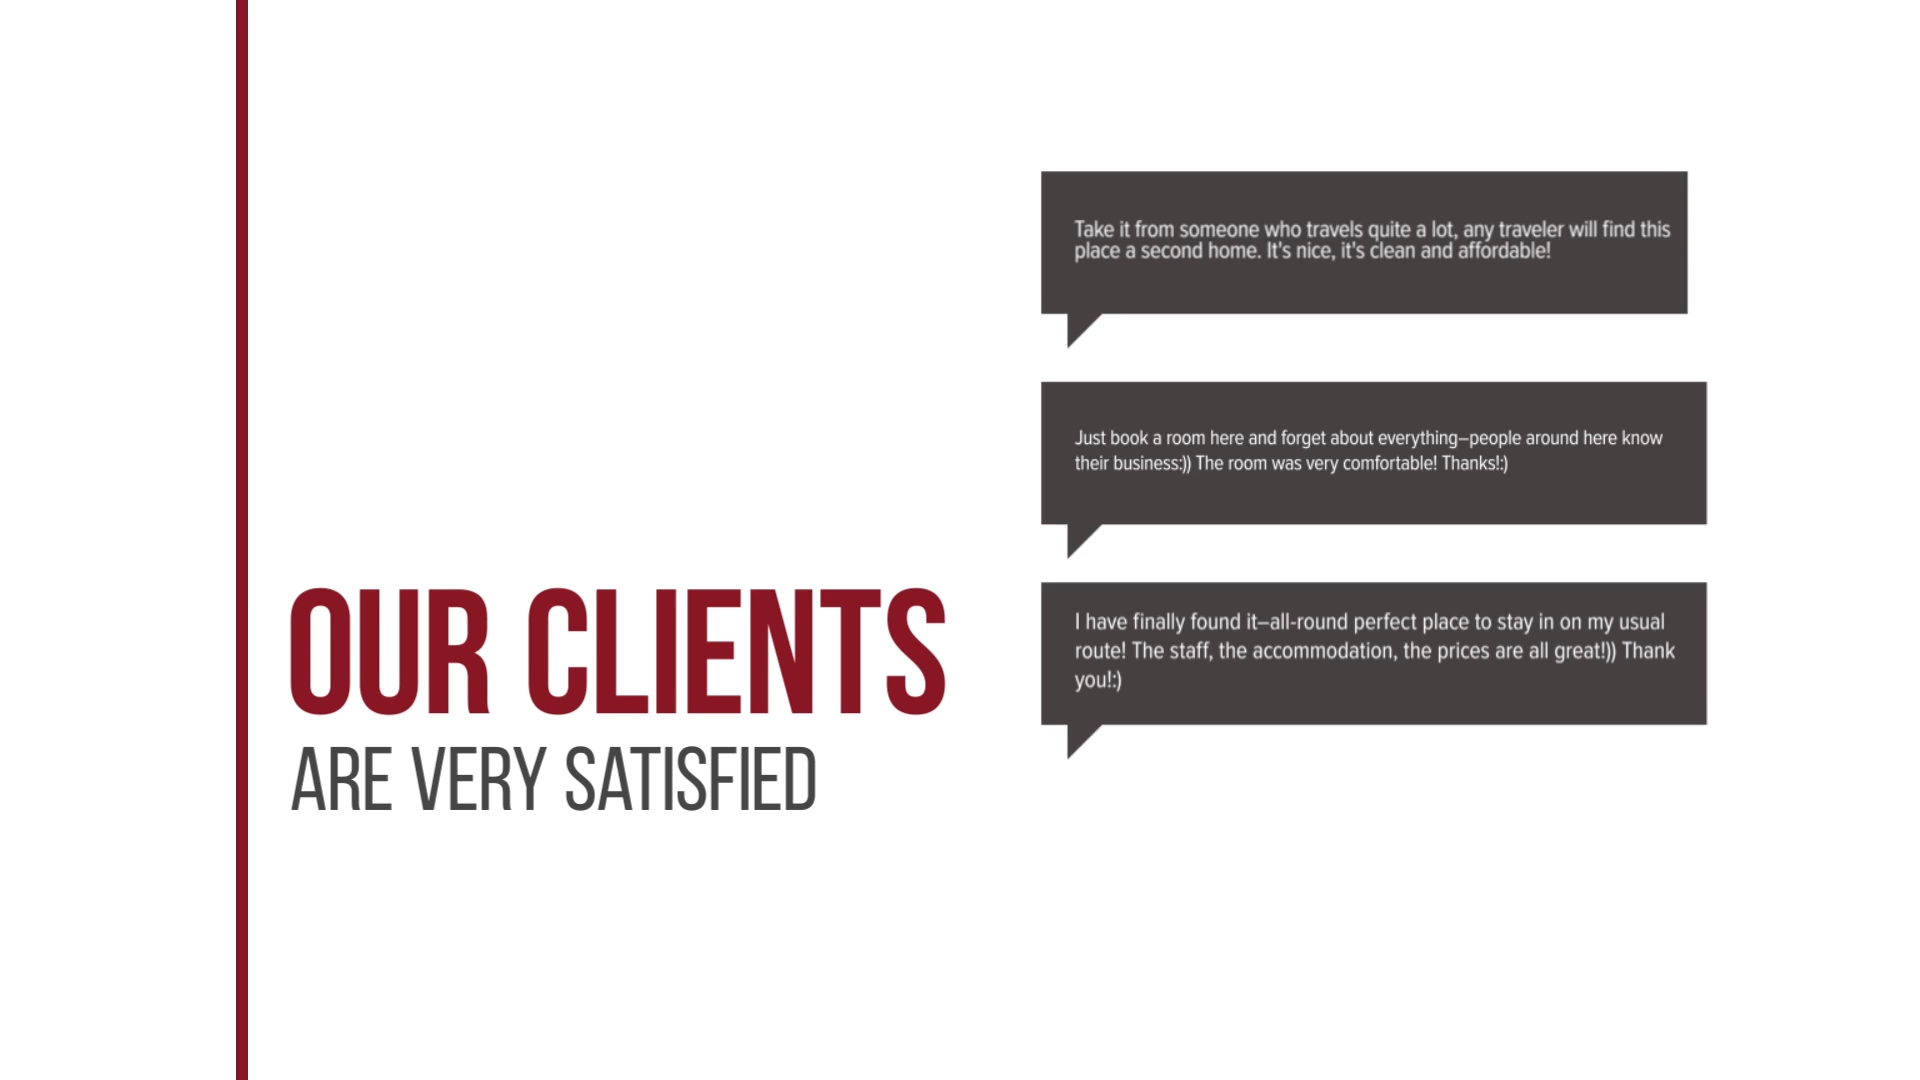 Take it from someone who travels quite a lot, any traveler will find this
place a second home. It's nice, it's clean and affordable!
Just book a room here and forget about everything–people around here know
their business:)) The room was very comfortable! Thanks!:)
I have finally found it–all-round perfect place to stay in on my usual
route! The staff, the accommodation, the prices are all great!)) Thank
you!:)
OUR CLIENTS
ARE VERY SATISFIED